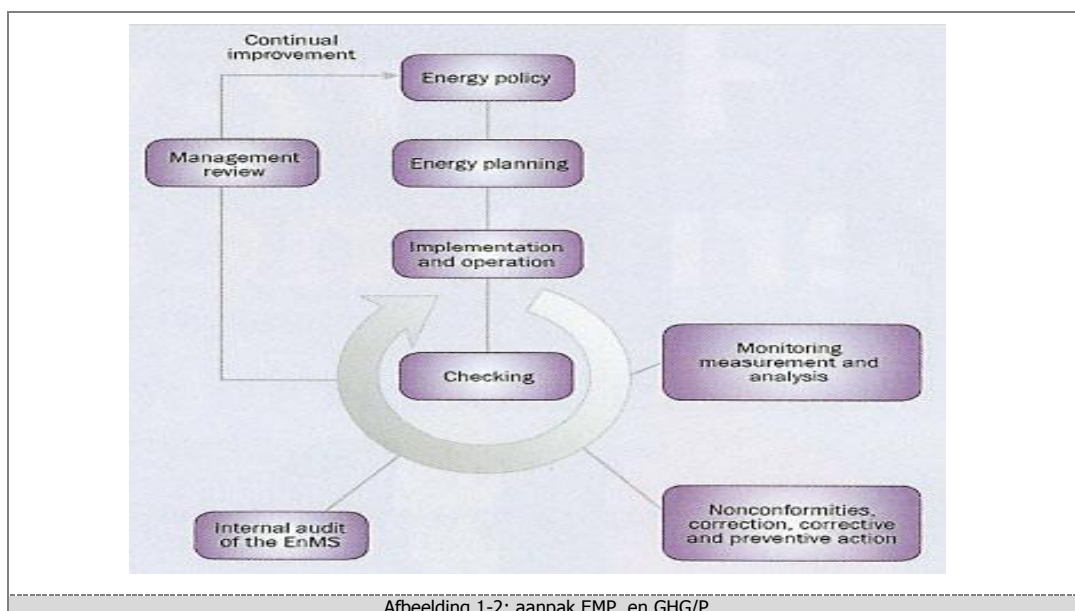 Continual
improvement
Energy policy
Management
review
Energy planning
Implementation
and operation
Checking
Monitoring
measurement and
analysis
Internal audit
of the EnMS
Nonconformities,
correction, corrective
and preventive action
Afbeelding 1-2: aanpak EMP en GHG/P